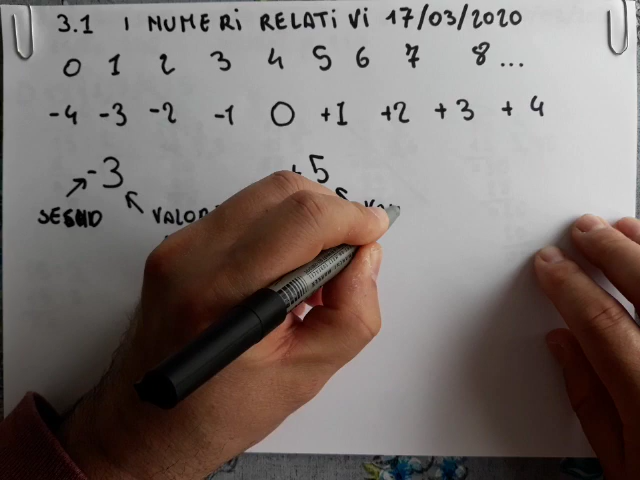 3.1 I NUMERI RELATIVI 17/03/2020
0 1 2 3 4 5 6 7 8...
-4 -3 -2 -1 0 +1 +2 +3 +4
-3 +5
SEGNO